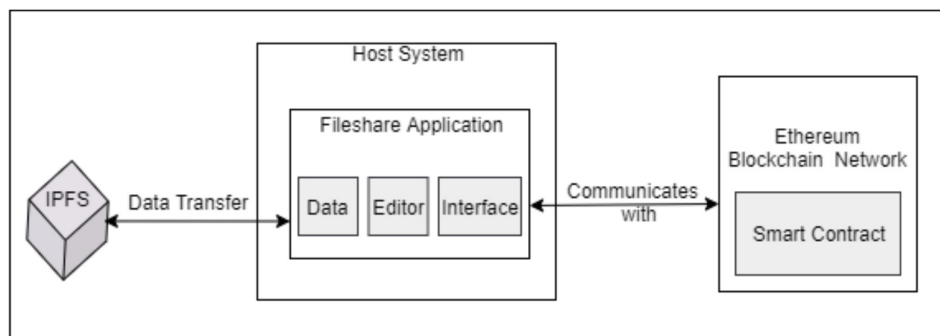 Host System
Fileshare Application
IPFS
Data Transfer
Data
Editor
Interface
Communicates
with
Ethereum
Blockchain Network
Smart Contract